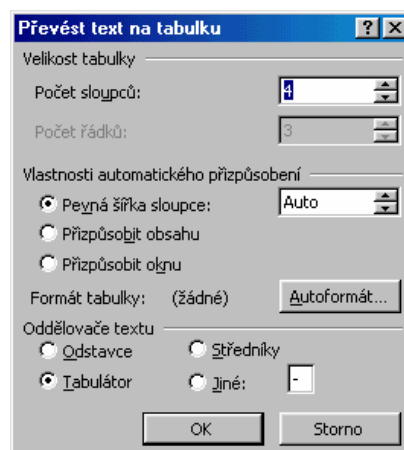 Převést text na tabulku
Velikost tabulky
Počet sloupců: 4
Počet řádků: 3
Vlastnosti automatického přizpůsobení
Pevná šířka sloupce: Auto
Přizpůsobit obsahu
Přizpůsobit oknu
Formát tabulky: (žádné) Autoformát...
Oddělovače textu
Odstavce Středníky
Tabulátor Jiné: -
OK Storno